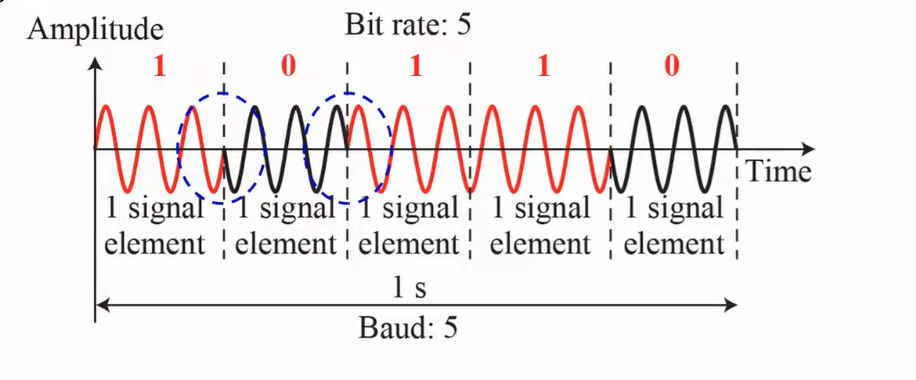 Amplitude
Bit rate: 5
1 0 1 1 0
Time
1 signal 1 signal 1 signal 1 signal 1 signal
element element element element element
1 s
Baud: 5